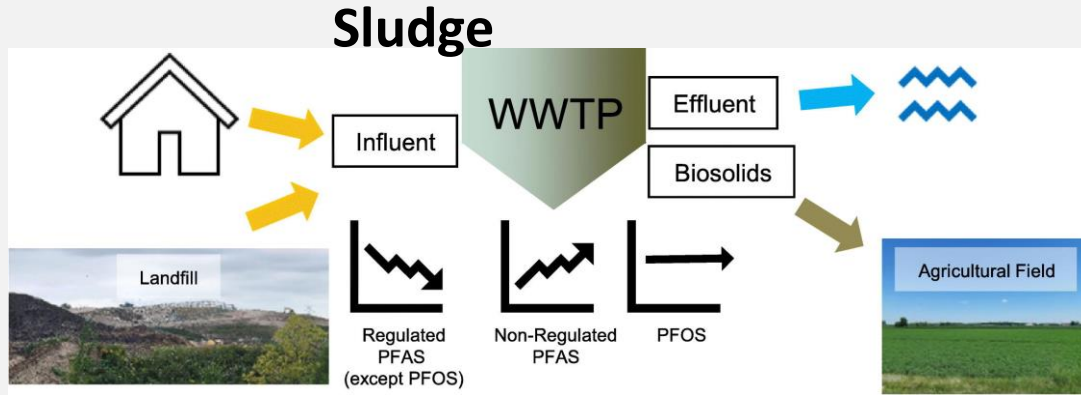 Sludge
WWTP
Influent
Effluent
Biosolids
Landfill
Regulated
PFAS
(except PFOS)
Non-Regulated
PFAS
PFOS
Agricultural Field